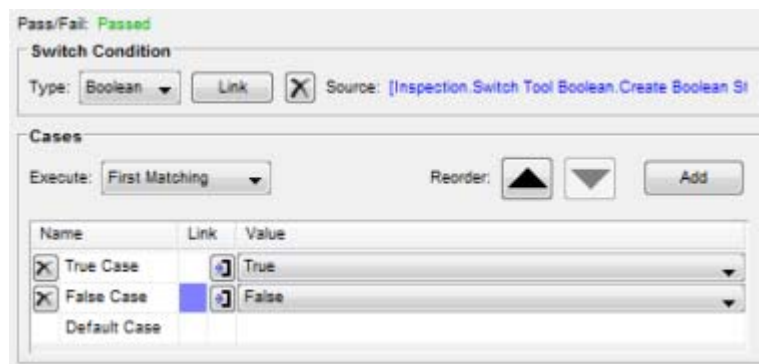 Pass/Fail: Passed
Switch Condition
Type: Boolean Link Source: [Inspection.Switch Tool Boolean.Create Boolean St
Cases
Execute: First Matching Reorder: Add
Name Link Value
True Case True
False Case False
Default Case